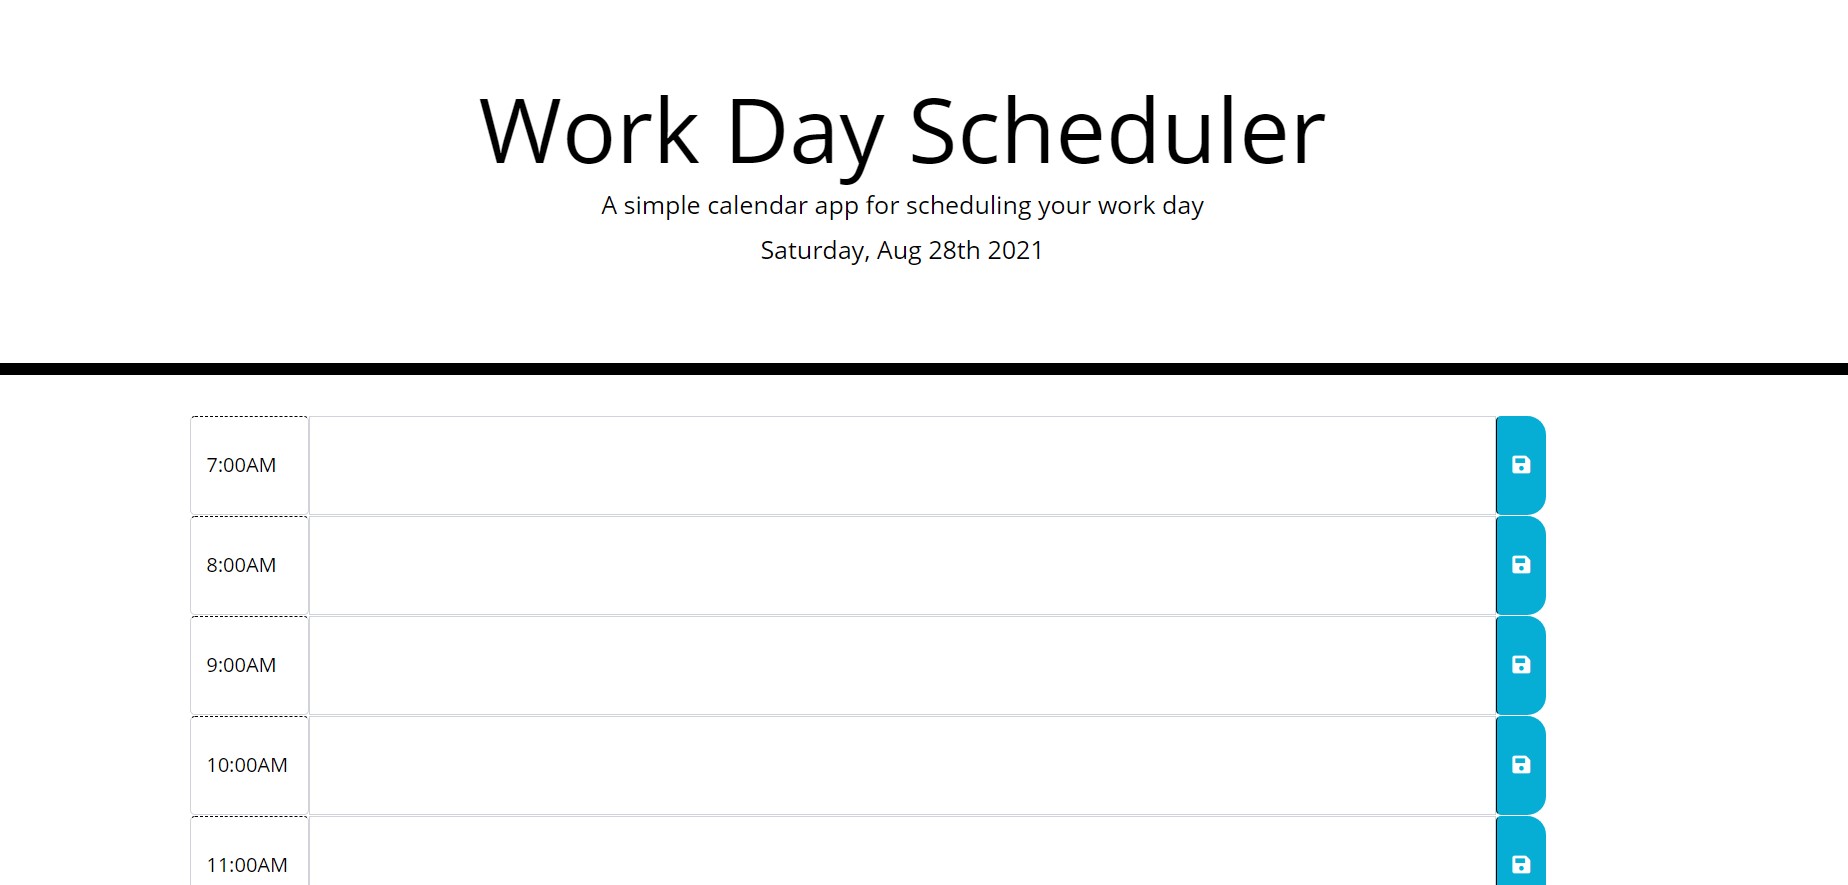 Work Day Scheduler
A simple calendar app for scheduling your work day
Saturday, Aug 28th 2021
7:00AM
8:00AM
9:00AM
10:00AM
11:00AM